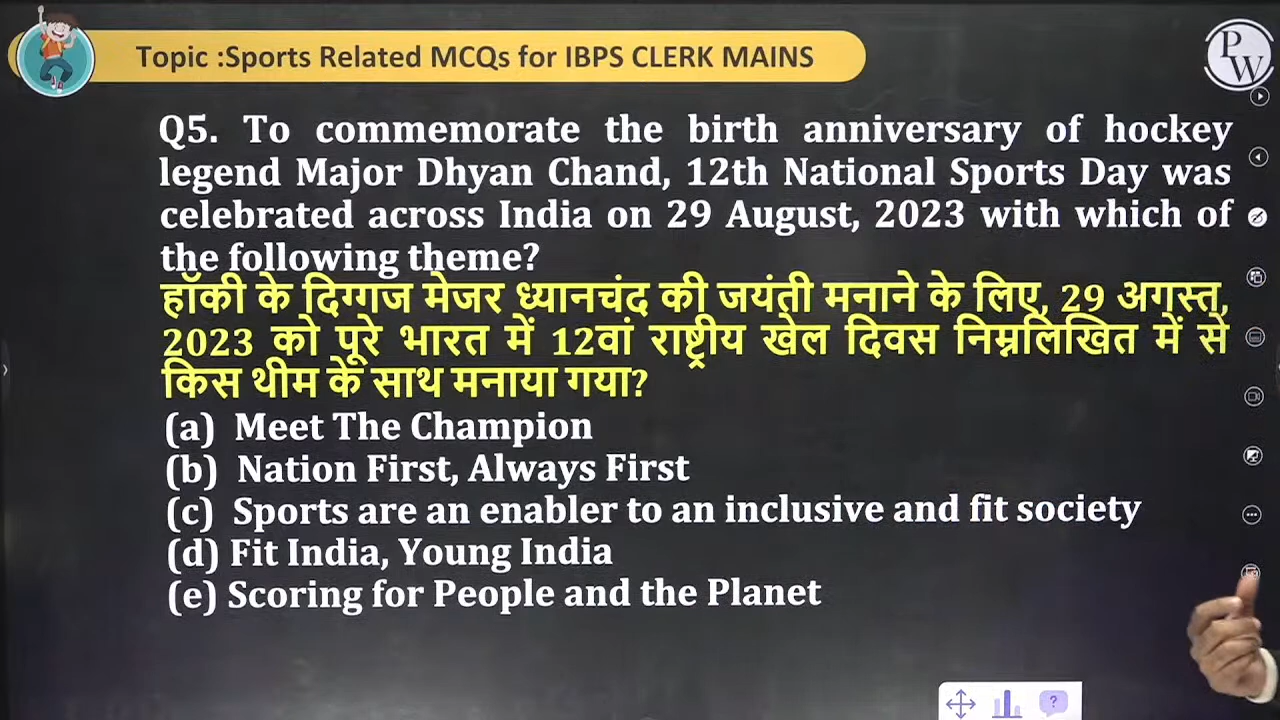 Topic :Sports Related MCQs for IBPS CLERK MAINS
PW
Q5. To commemorate the birth anniversary of hockey
legend Major Dhyan Chand, 12th National Sports Day was
celebrated across India on 29 August, 2023 with which of
the following theme?
हॉकी के दिग्गज मेजर ध्यानचंद की जयंती मनाने के लिए, 29 अगस्त,
2023 को पूरे भारत में 12वां राष्ट्रीय खेल दिवस निम्नलिखित में से
किस थीम के साथ मनाया गया?
(a) Meet The Champion
(b) Nation First, Always First
(c) Sports are an enabler to an inclusive and fit society
(d) Fit India, Young India
(e) Scoring for People and the Planet
?